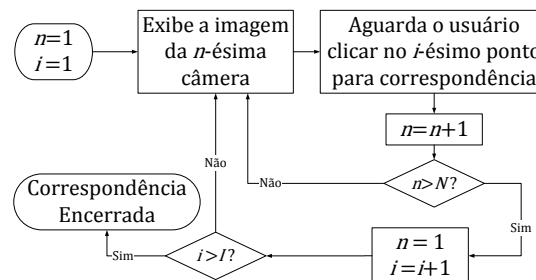 n=1
i=1
Exibe a imagem
da n-ésima
câmera
Aguarda o usuário
clicar no i-ésimo ponto
para correspondência
n=n+1
n>N?
Não
Sim
n = 1
i=i+1
i>I?
Não
Sim
Correspondência
Encerrada